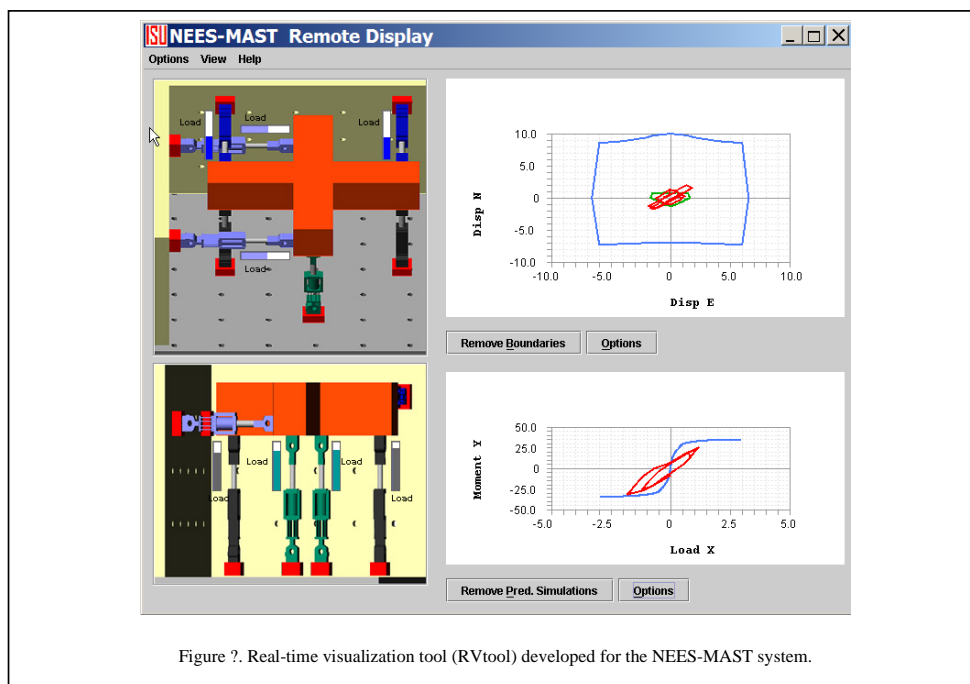 ISU NEES-MAST Remote Display
Options View Help
Load
Load
Load
Load
Disp N
10.0
5.0
0
-5.0
-10.0
-10.0 -5.0 0 5.0 10.0
Disp E
Remove Boundaries Options
Load
Load
Load
Load
Moment Y
50.0
25.0
0
-25.0
-50.0
-5.0 -2.5 0 2.5 5.0
Load X
Remove Pred. Simulations Options
Figure ?. Real-time visualization tool (RVtool) developed for the NEES-MAST system.